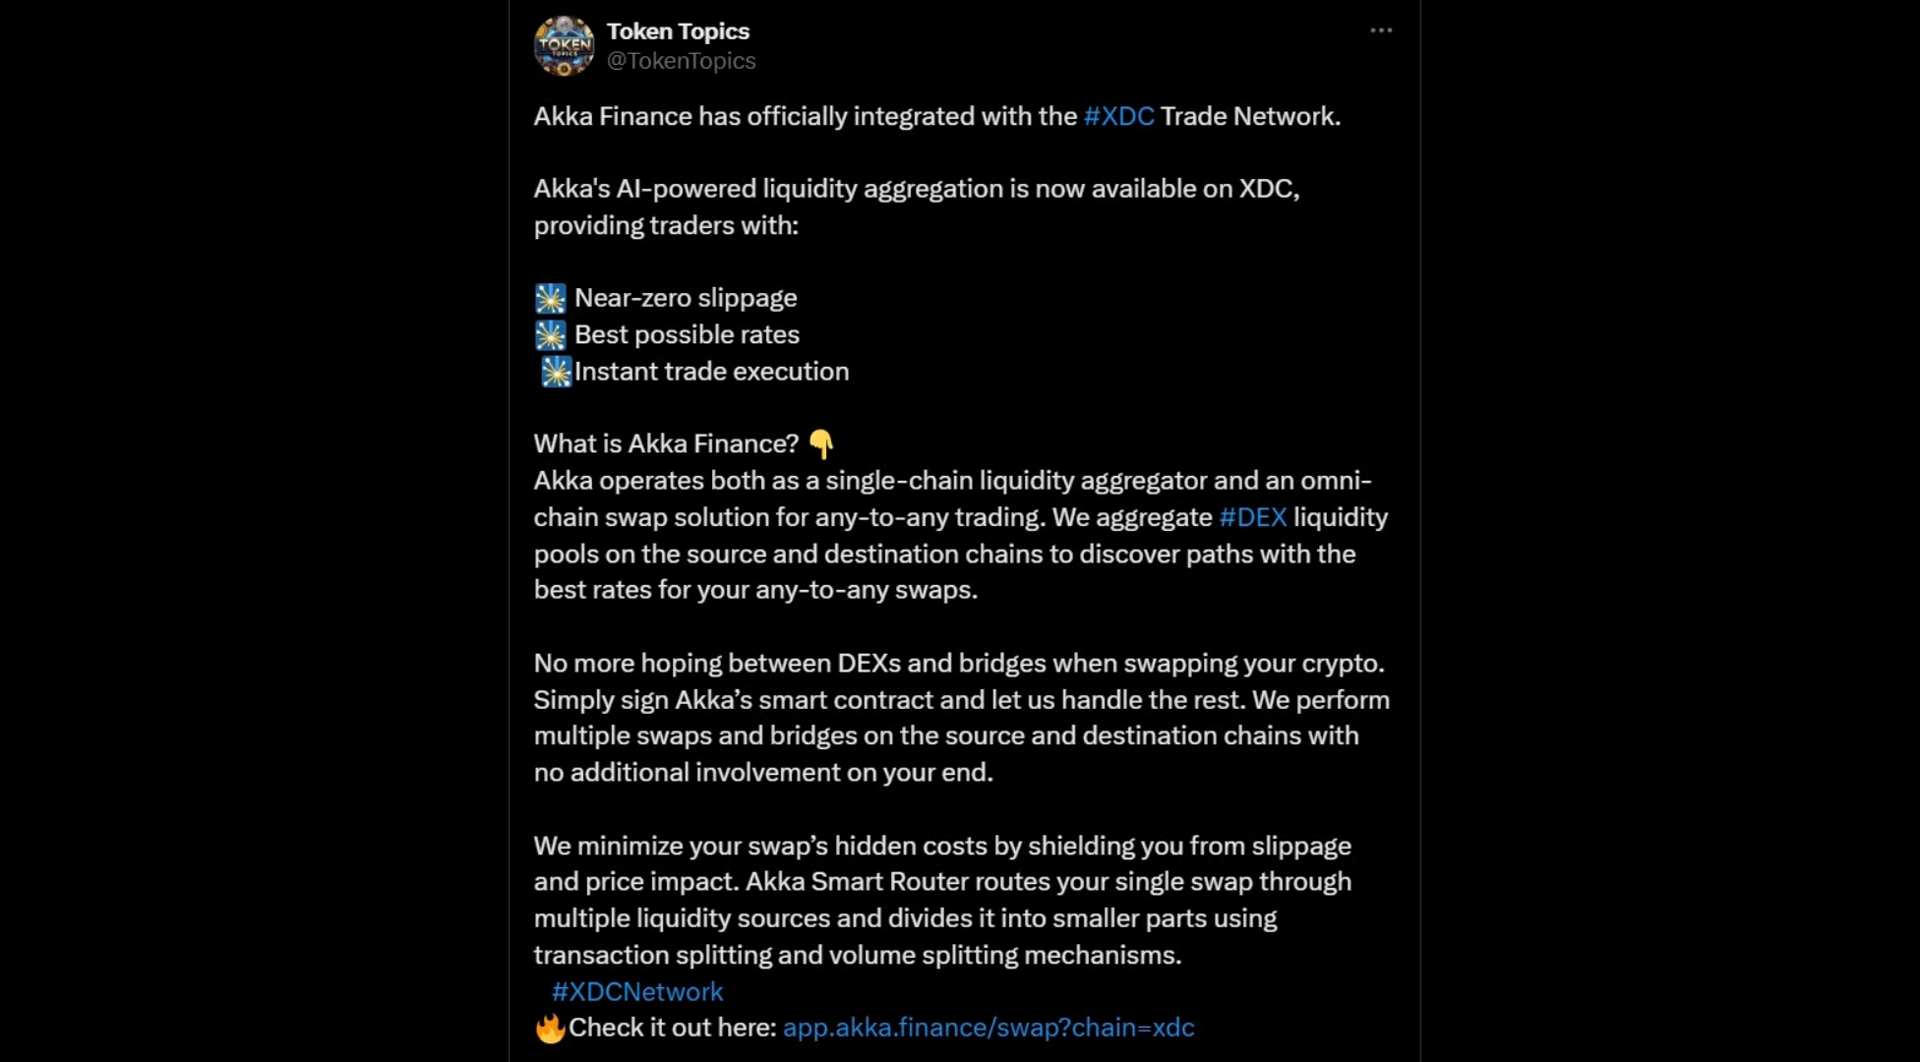 TOKEN
TOPICS
Token Topics
@TokenTopics
Akka Finance has officially integrated with the #XDC Trade Network.
Akka's AI-powered liquidity aggregation is now available on XDC,
providing traders with:
🎇 Near-zero slippage
🎇 Best possible rates
🎇Instant trade execution
What is Akka Finance? 👇
Akka operates both as a single-chain liquidity aggregator and an omni-
chain swap solution for any-to-any trading. We aggregate #DEX liquidity
pools on the source and destination chains to discover paths with the
best rates for your any-to-any swaps.
No more hoping between DEXs and bridges when swapping your crypto.
Simply sign Akka’s smart contract and let us handle the rest. We perform
multiple swaps and bridges on the source and destination chains with
no additional involvement on your end.
We minimize your swap’s hidden costs by shielding you from slippage
and price impact. Akka Smart Router routes your single swap through
multiple liquidity sources and divides it into smaller parts using
transaction splitting and volume splitting mechanisms.
#XDCNetwork
🔥Check it out here: app.akka.finance/swap?chain=xdc